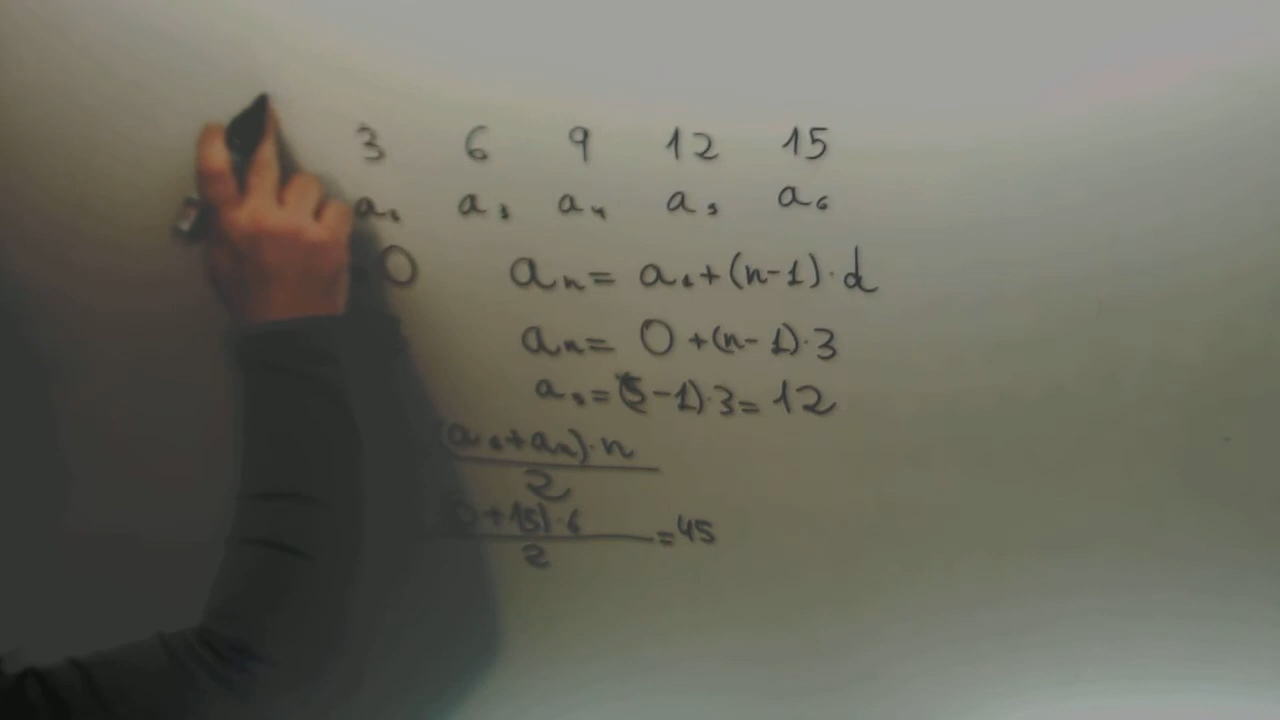 3 6 9 12 15
a₂ a₃ a₄ a₅ a₆
0 aₙ = a₁ + (n-1)·d
aₙ = 0 + (n-1)·3
a₅ = (5-1)·3 = 12
(a₁+aₙ)·n
2
0+15)·6
2
=45